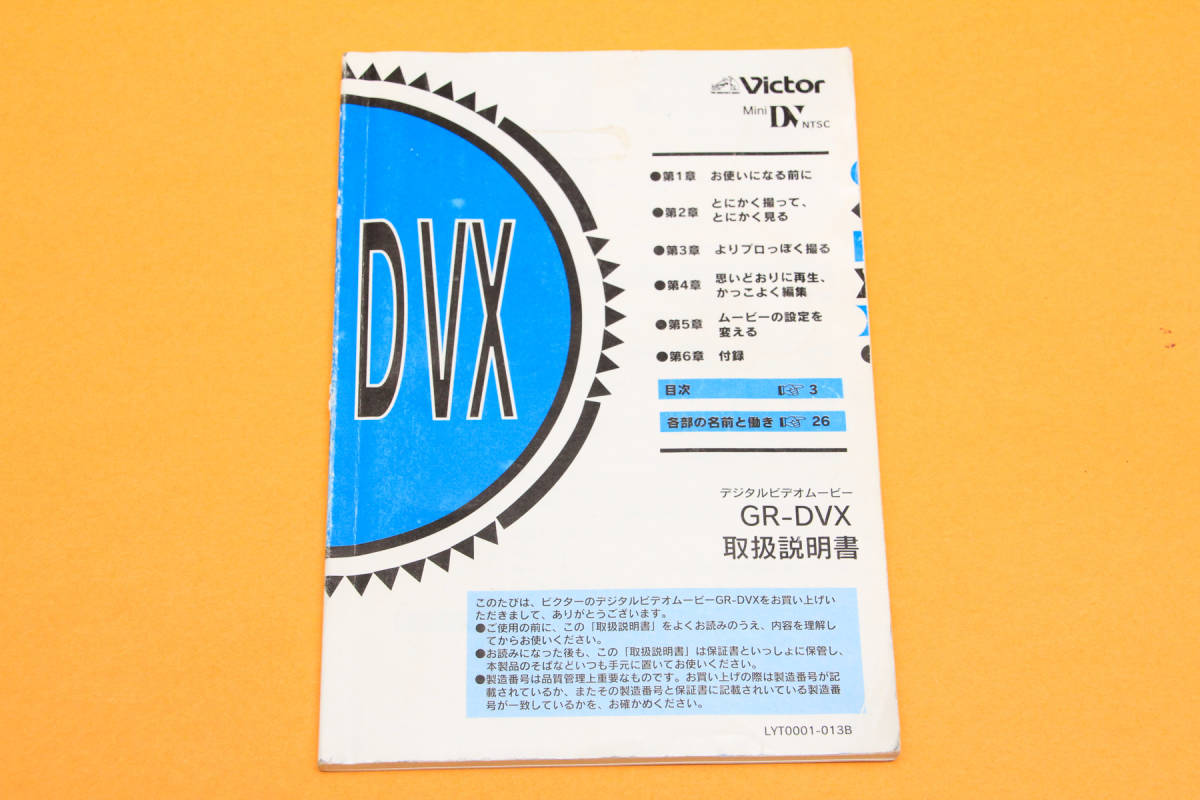 Victor
Mini DV NTSC
●第1章 お使いになる前に
●第2章 とにかく撮って、
とにかく見る
●第3章 よりプロっぽく撮る
●第4章 思いどおりに再生、
かっこよく編集
●第5章 ムービーの設定を
変える
●第6章 付録
目次 ☞ 3
各部の名前と働き ☞ 26
DVX
デジタルビデオムービー
GR-DVX
取扱説明書
このたびは、ビクターのデジタルビデオムービーGR-DVXをお買い上げい
ただきまして、ありがとうございます。
●ご使用の前に、この「取扱説明書」をよくお読みのうえ、内容を理解し
てからお使いください。
●お読みになった後も、この「取扱説明書」は保証書といっしょに保管し、
本製品のそばなどいつも手元に置いてお使いください。
●製造番号は品質管理上重要なものです。お買い上げの際は製造番号が記
載されているか、またその製造番号と保証書に記載されいている製造番
号が一致しているかを、お確かめください。
LYT0001-013B